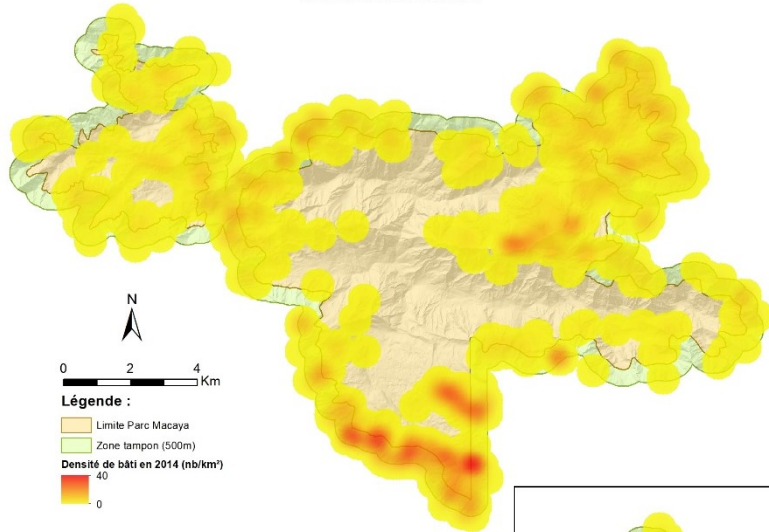 N
0 2 4
Km
Légende :
Limite Parc Macaya
Zone tampon (500m)
Densité de bâti en 2014 (nb/km²)
40
0